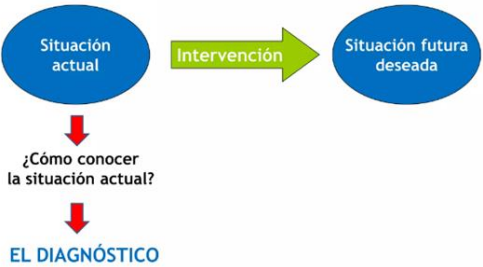 Situación
actual
Intervención
Situación futura
deseada
¿Cómo conocer
la situación actual?
EL DIAGNÓSTICO